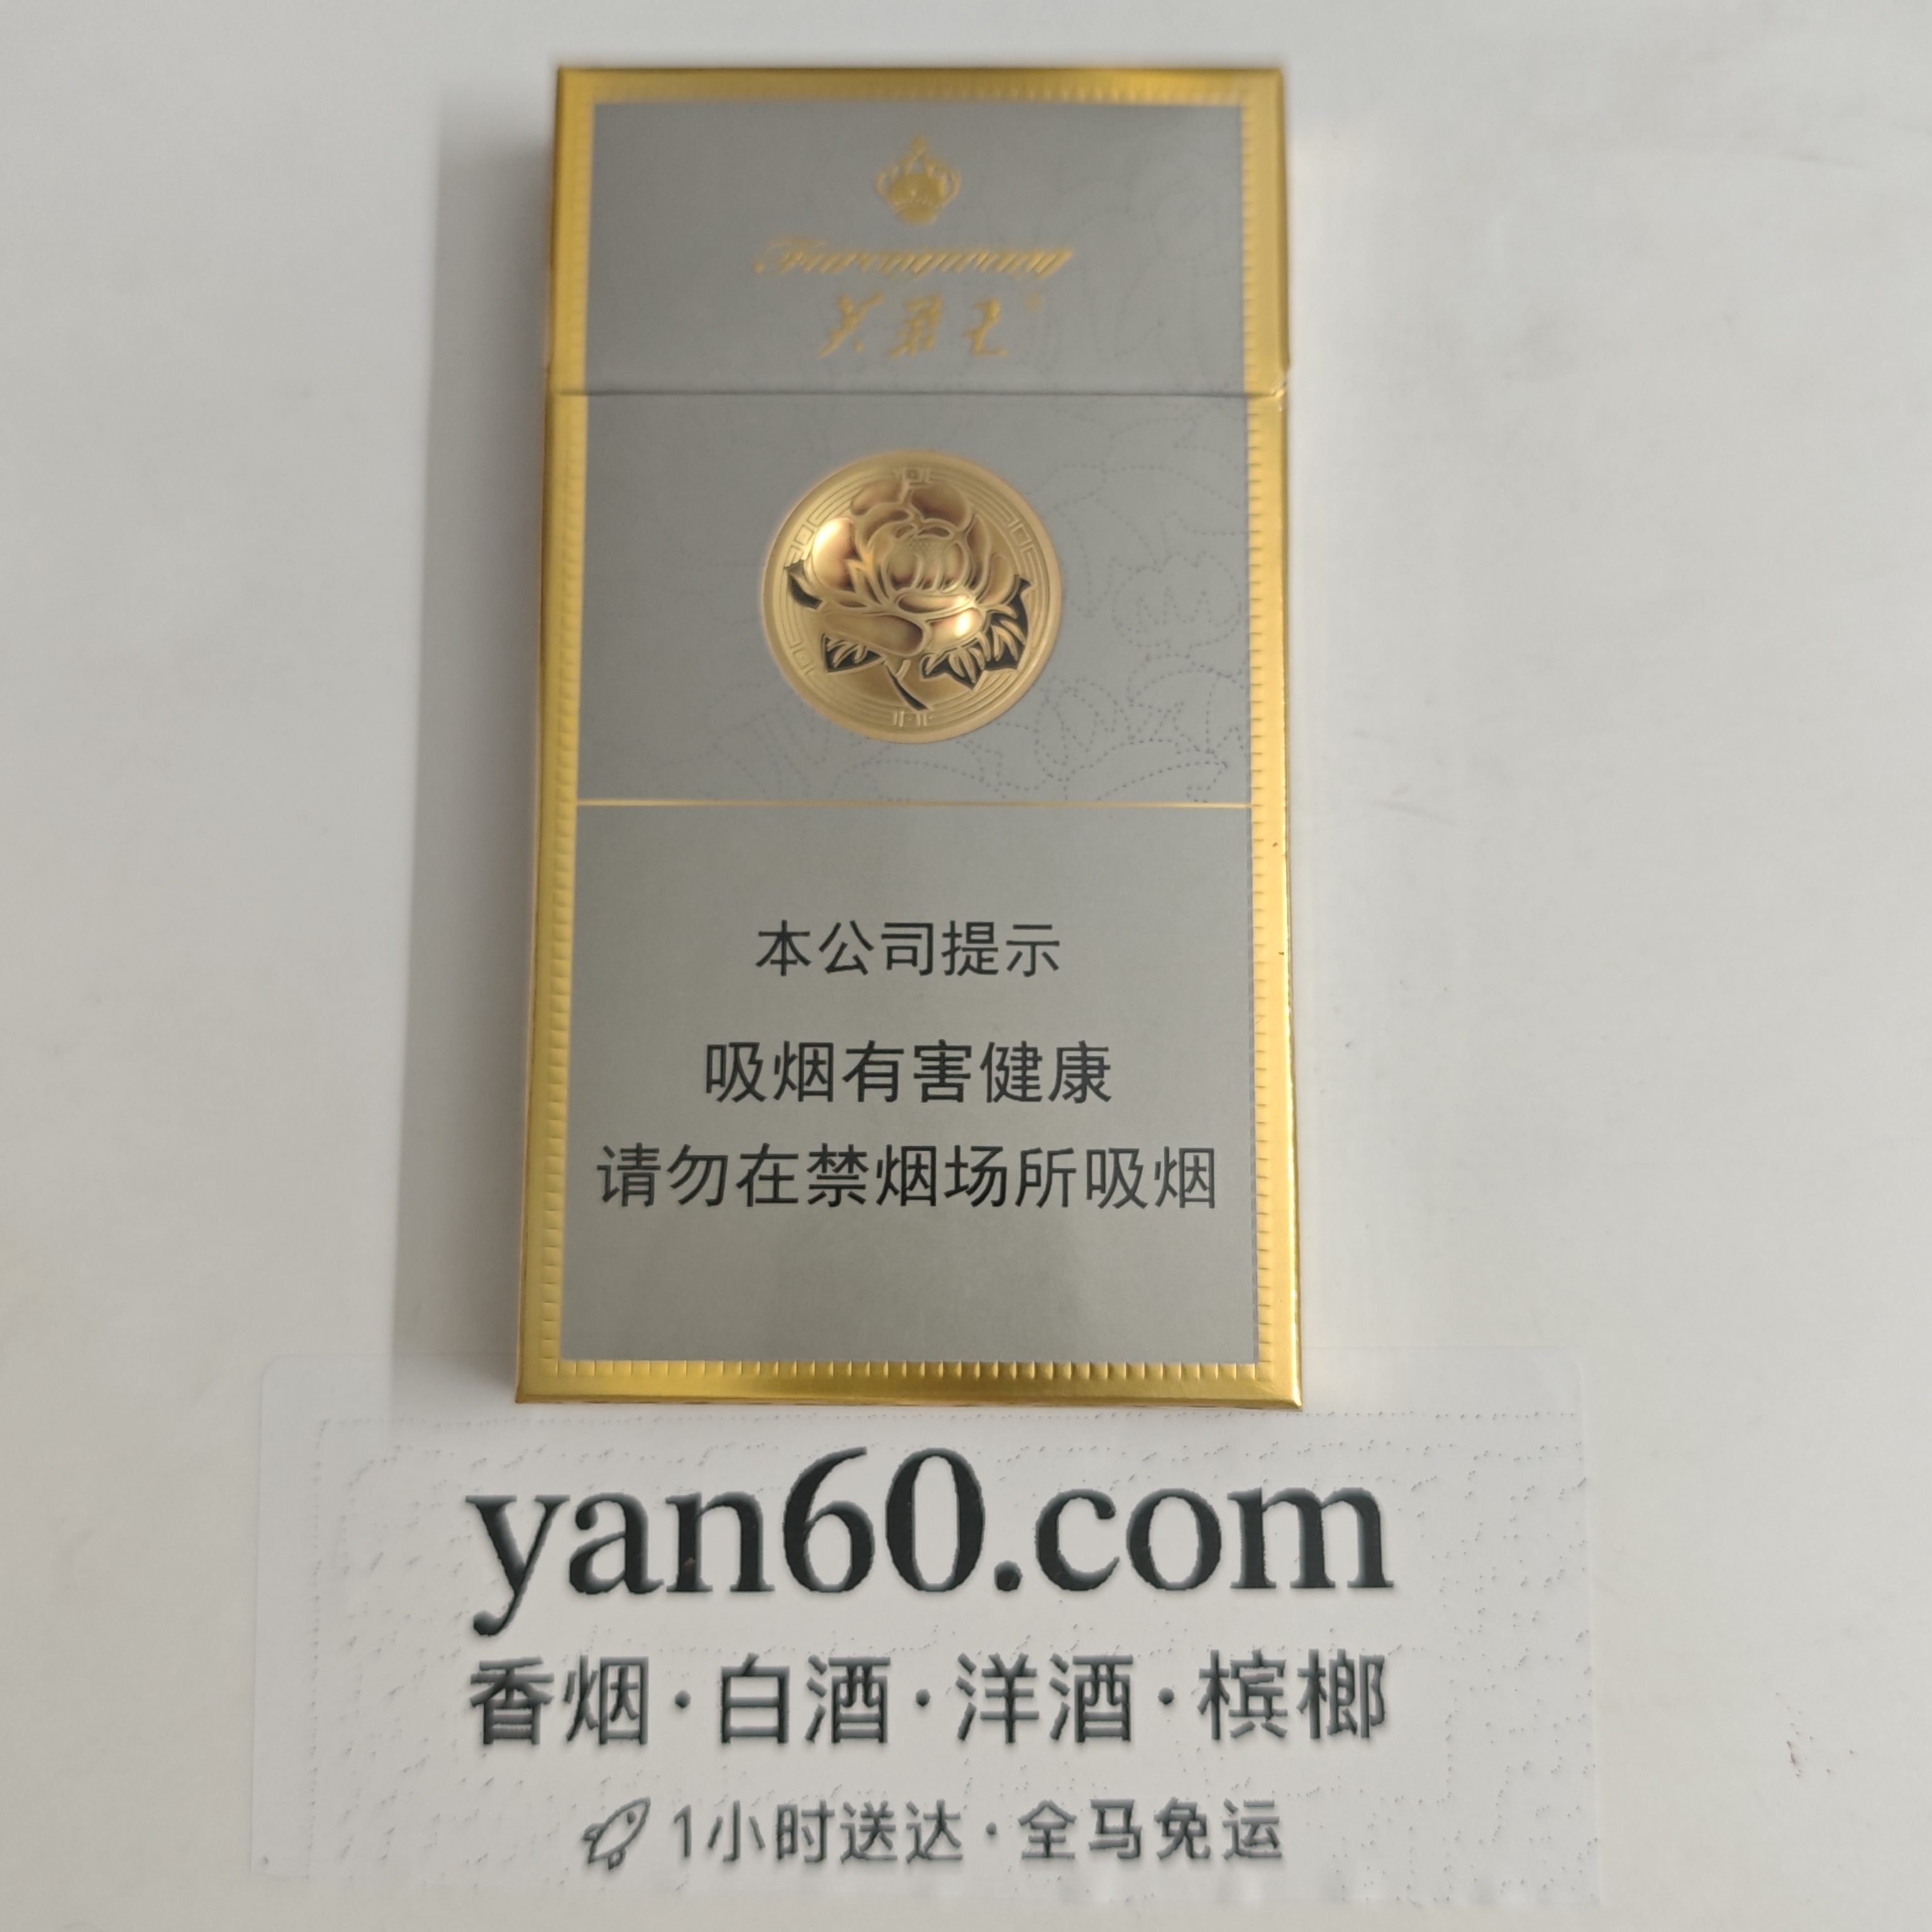 Furongwang
芙蓉王
本公司提示
吸烟有害健康
请勿在禁烟场所吸烟
yan60.com
香烟·白酒·洋酒·槟榔
1小时送达·全马免运